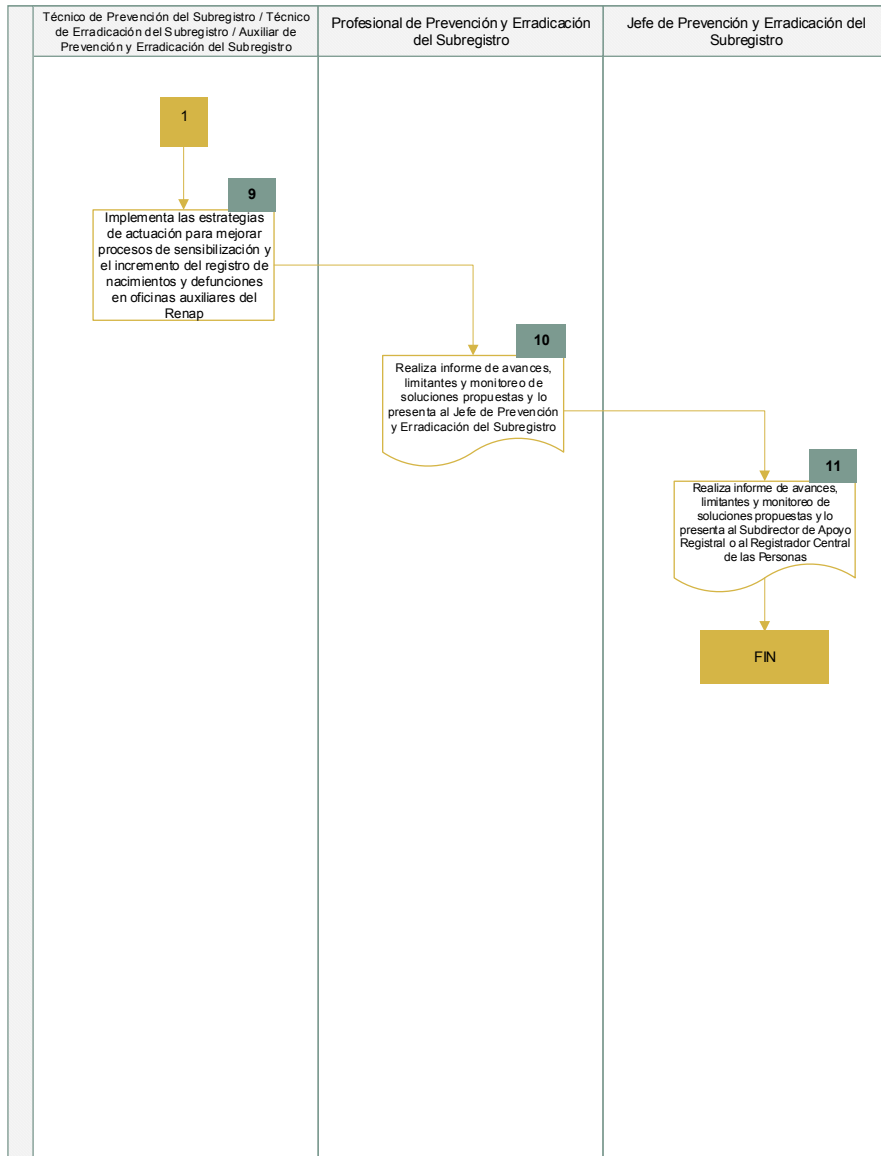 Técnico de Prevención del Subregistro / Técnico
de Erradicación del Subregistro / Auxiliar de
Prevención y Erradicación del Subregistro
Profesional de Prevención y Erradicación
del Subregistro
Jefe de Prevención y Erradicación del
Subregistro
1
9
Implementa las estrategias
de actuación para mejorar
procesos de sensibilización y
el incremento del registro de
nacimientos y defunciones
en oficinas auxiliares del
Renap
10
Realiza informe de avances,
limitantes y monitoreo de
soluciones propuestas y lo
presenta al Jefe de Prevención
y Erradicación del Subregistro
11
Realiza informe de avances,
limitantes y monitoreo de
soluciones propuestas y lo
presenta al Subdirector de Apoyo
Registral o al Registrador Central
de las Personas
FIN